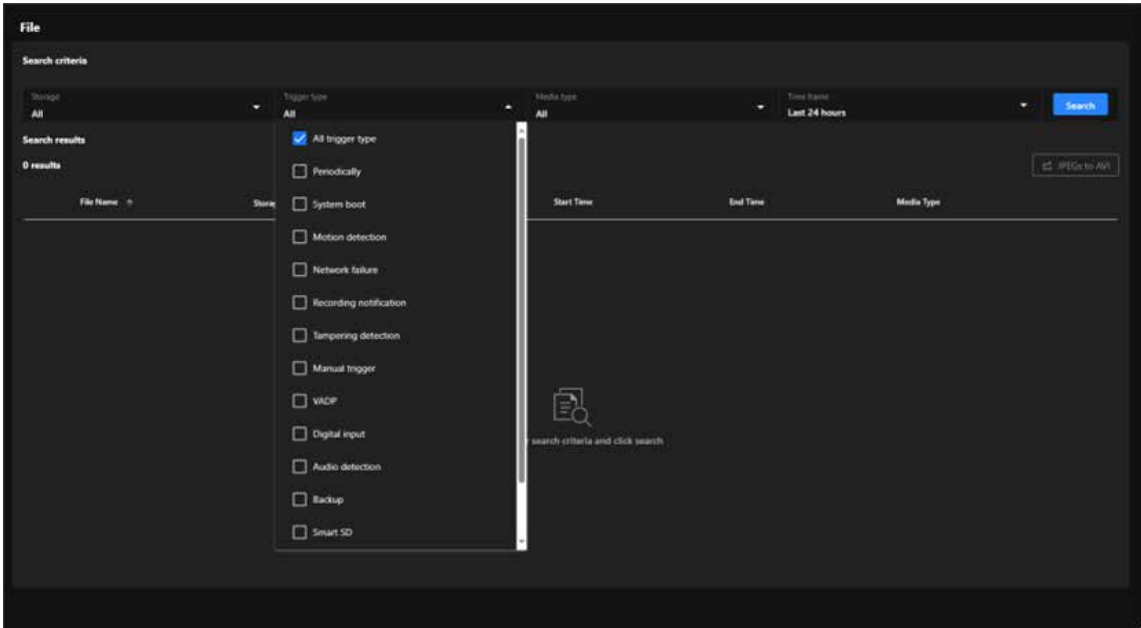 File
Search criteria
Storage
All
Trigger type
All
Media type
All
Time frame
Last 24 hours
Search
Search results
0 results
JPEGs to AVI
File Name
Start Time
End Time
Media Type
All trigger type
Periodically
System boot
Motion detection
Network failure
Recording notification
Tampering detection
Manual trigger
VADP
Digital input
Audio detection
Backup
Smart SD
search criteria and click search